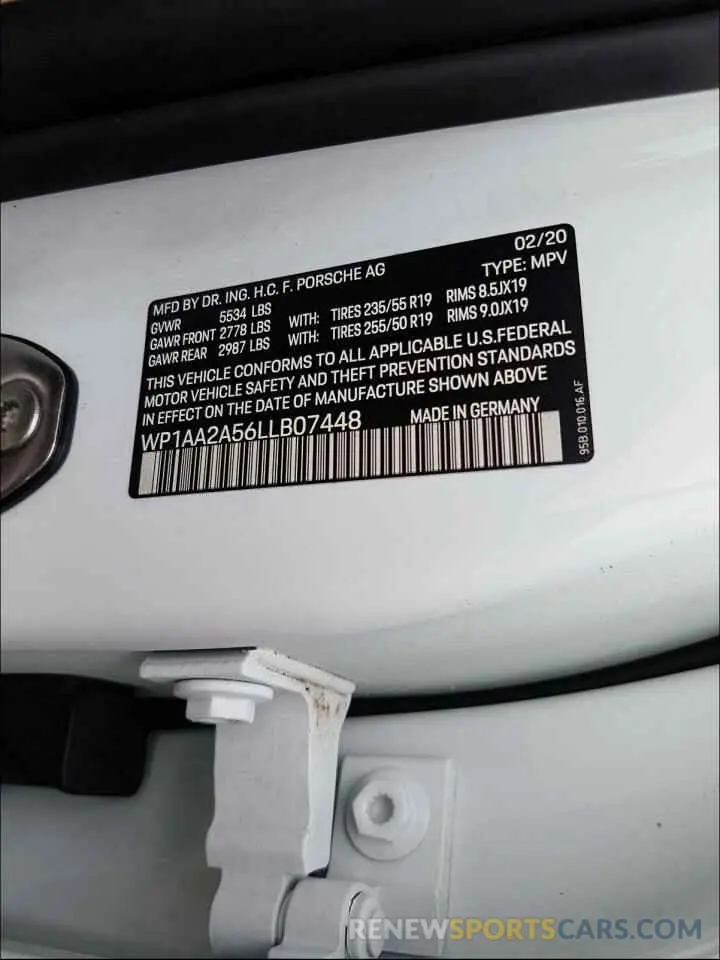 02/20
MFD BY DR. ING. H.C. F. PORSCHE AG TYPE: MPV
GVWR 5534 LBS
GAWR FRONT 2778 LBS WITH: TIRES 235/55 R19 RIMS 8.5JX19
GAWR REAR 2987 LBS WITH: TIRES 255/50 R19 RIMS 9.0JX19
THIS VEHICLE CONFORMS TO ALL APPLICABLE U.S.FEDERAL
MOTOR VEHICLE SAFETY AND THEFT PREVENTION STANDARDS
IN EFFECT ON THE DATE OF MANUFACTURE SHOWN ABOVE
WP1AA2A56LLB07448 MADE IN GERMANY
95B.010.016.AF
RENEWSPORTSCARS.COM